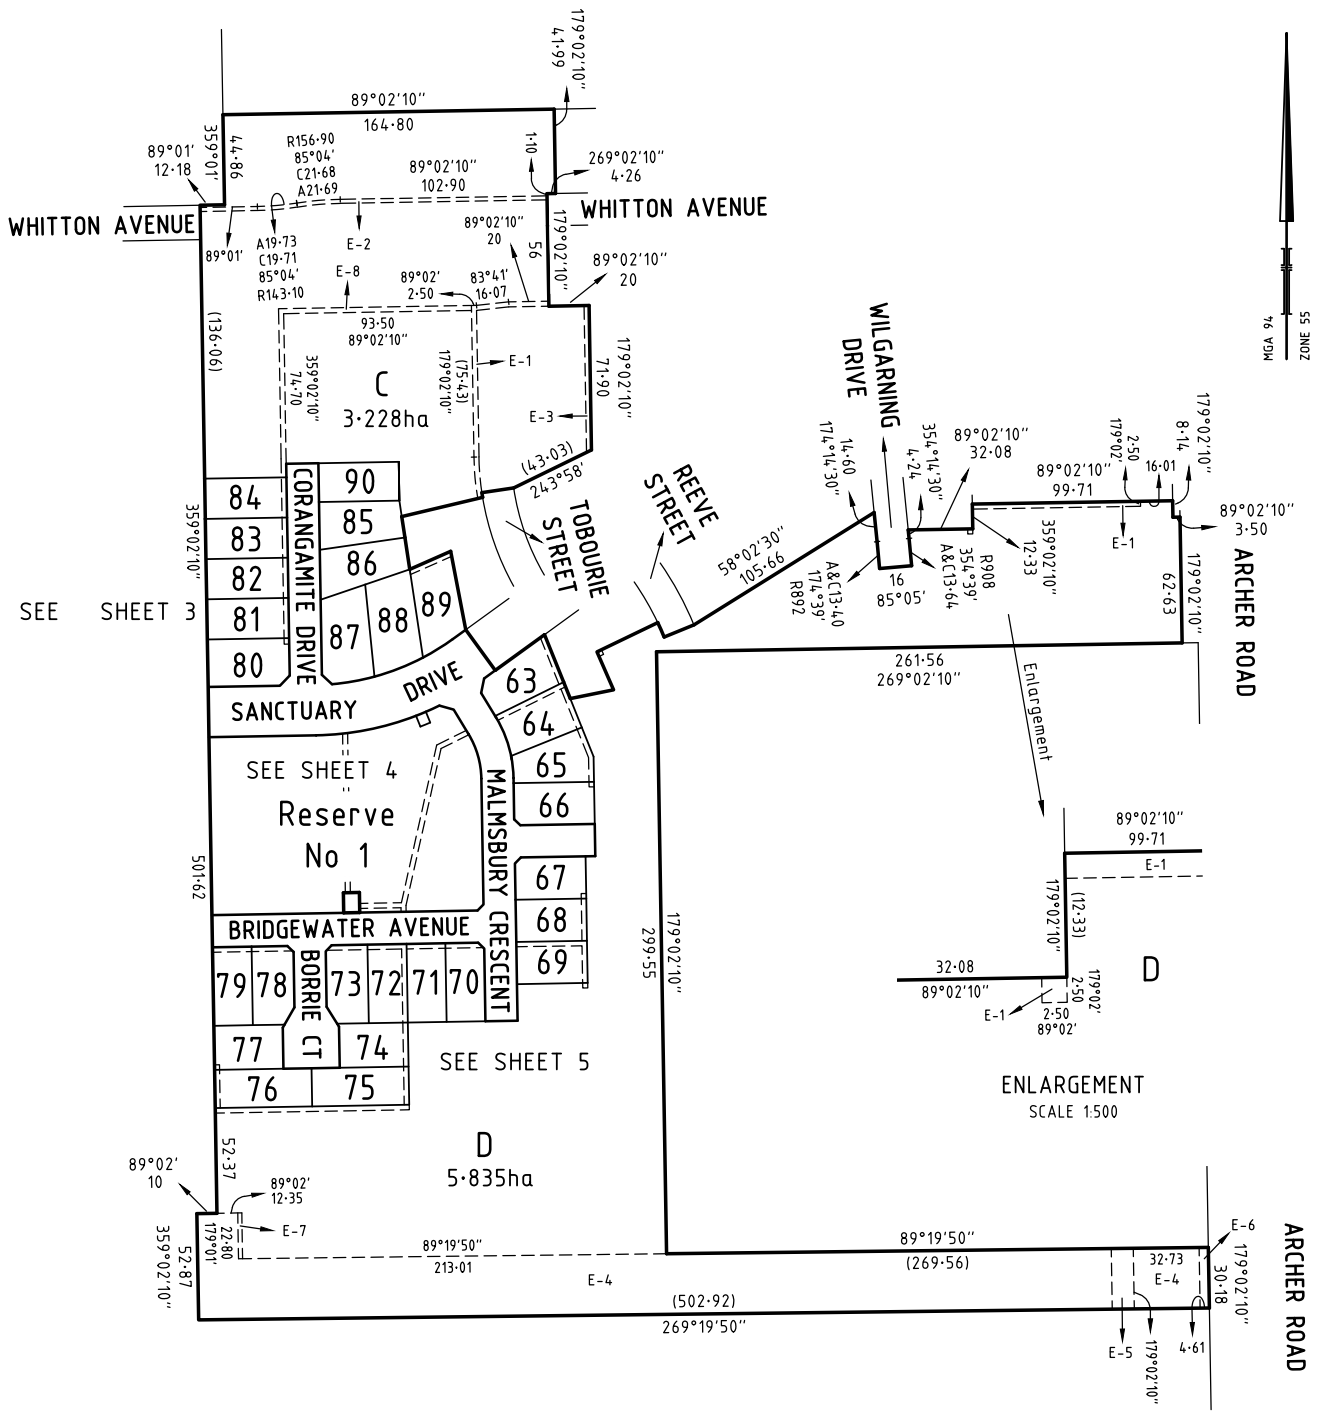 179°02'10"
41·99
89°02'10"
164·80
359°01'
44·86
89°01'
12·18
R156·90
85°04'
C21·68
A21·69
89°02'10"
102·90
1·10
269°02'10"
4·26
WHITTON AVENUE
WHITTON AVENUE
89°01'
A19·73
C19·71
85°04'
R143·10
E-2
E-8
89°02'
2·50
83°41'
16·07
89°02'10"
20
56
179°02'10"
89°02'10"
20
ZONE 55
MGA 94
(136·06)
93·50
89°02'10"
359°02'10"
74·70
C
3·228ha
(75·43)
179°02'10"
E-1
E-3
179°02'10"
71·90
(43·03)
243°58'
WILGARNING
DRIVE
14·60
174°14'30"
354°14'30"
4·24
89°02'10"
32·08
89°02'10"
99·71
2·50
179°02'
16·01
8·14
179°02'10"
89°02'10"
3·50
E-1
359°02'10"
12·33
R908
354°39'
A&C13·64
A&C13·40
174°39'
R892
16
85°05'
58°02'30"
105·66
62·63
179°02'10"
ARCHER ROAD
261·56
269°02'10"
Enlargement
REEVE
STREET
TOBOURIE
STREET
84
83
82
81
80
CORANGAMITE DRIVE
90
85
86
87
88
89
359°02'10"
SEE SHEET 3
SANCTUARY DRIVE
63
64
65
66
67
68
69
SEE SHEET 4
Reserve
No 1
MALMSBURY CRESCENT
501·62
BRIDGEWATER AVENUE
BORRIE CT
79
78
73
72
71
70
77
74
76
75
SEE SHEET 5
179°02'10"
299·55
89°02'10"
99·71
E-1
(12·33)
179°02'10"
D
32·08
89°02'10"
E-1
2·50
89°02'
179°02'
2·50
ENLARGEMENT
SCALE 1:500
D
5·835ha
52·37
89°02'
10
89°02'
12·35
22·80
179°01'
E-7
52·87
359°02'10"
89°19'50"
213·01
E-4
89°19'50"
(269·56)
32·73
E-4
E-6
179°02'10"
30·18
(502·92)
269°19'50"
E-5
179°02'10"
4·61
ARCHER ROAD